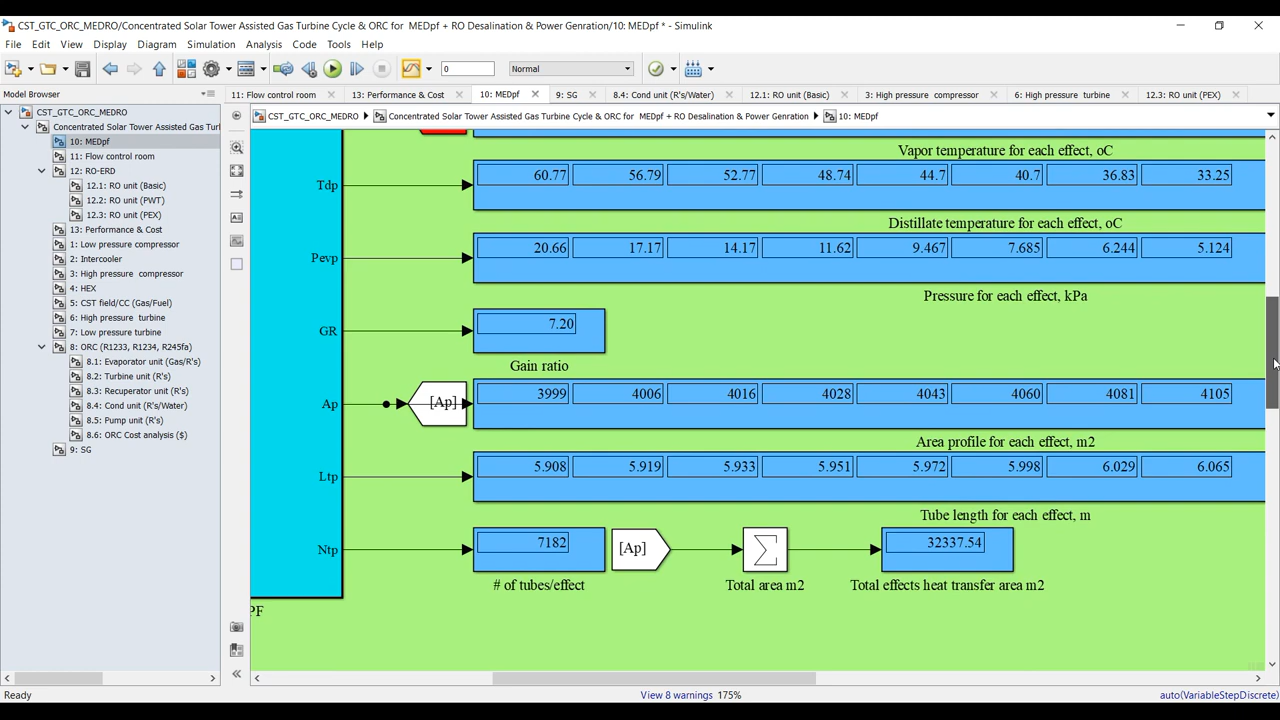 CST_GTC_ORC_MEDRO/Concentrated Solar Tower Assisted Gas Turbine Cycle & ORC for  MEDpf + RO Desalination & Power Genration/10: MEDpf * - Simulink
File Edit View Display Diagram Simulation Analysis Code Tools Help
0 Normal
Model Browser
11: Flow control room 13: Performance & Cost 10: MEDpf 9: SG 8.4: Cond unit (R's/Water) 12.1: RO unit (Basic) 3: High pressure  compressor 6: High pressure  turbine 12.3: RO unit (PEX)
CST_GTC_ORC_MEDRO Concentrated Solar Tower Assisted Gas Turbine Cycle & ORC for  MEDpf + RO Desalination & Power Genration 10: MEDpf
CST_GTC_ORC_MEDRO
Concentrated Solar Tower Assisted Gas Turl
10: MEDpf
11: Flow control room
12: RO-ERD
12.1: RO unit (Basic)
12.2: RO unit (PWT)
12.3: RO unit (PEX)
13: Performance & Cost
1: Low pressure compressor
2: Intercooler
3: High pressure  compressor
4: HEX
5: CST field/CC (Gas/Fuel)
6: High pressure  turbine
7: Low pressure turbine
8: ORC (R1233, R1234, R245fa)
8.1: Evaporator unit (Gas/R's)
8.2: Turbine unit (R's)
8.3: Recuperator unit (R's)
8.4: Cond unit (R's/Water)
8.5: Pump unit (R's)
8.6: ORC Cost analysis ($)
9: SG
Vapor temperature for each effect, oC
Tdp 60.77 56.79 52.77 48.74 44.7 40.7 36.83 33.25
Distillate temperature for each effect, oC
Pevp 20.66 17.17 14.17 11.62 9.467 7.685 6.244 5.124
Pressure for each effect, kPa
GR 7.20
Gain ratio
Ap [Ap] 3999 4006 4016 4028 4043 4060 4081 4105
Area profile for each effect, m2
Ltp 5.908 5.919 5.933 5.951 5.972 5.998 6.029 6.065
Tube length for each effect, m
Ntp 7182 [Ap] 32337.54
# of tubes/effect Total area m2 Total effects heat transfer area m2
PF
Ready View 8 warnings 175% auto(VariableStepDiscrete)